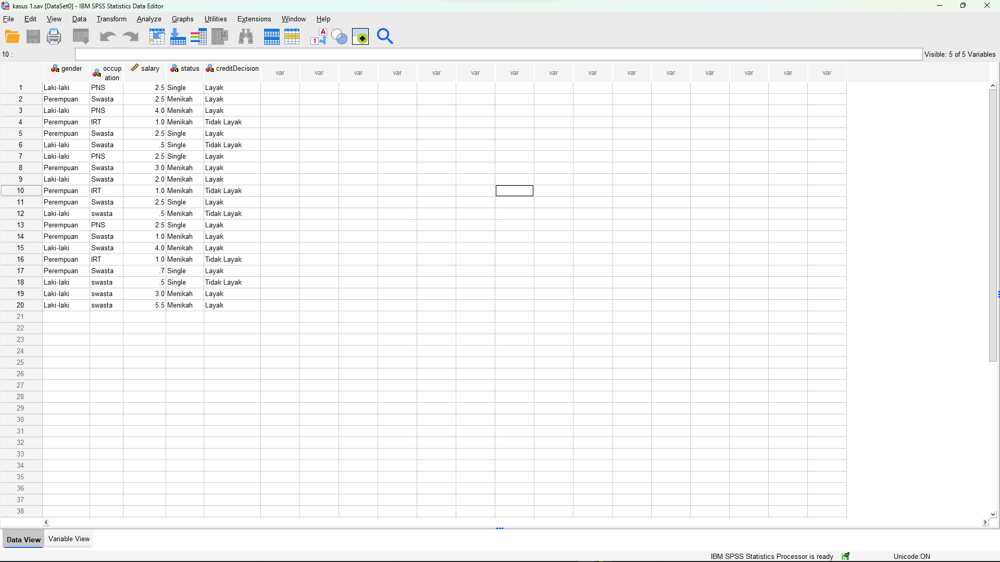 kasus 1.sav [DataSet0] - IBM SPSS Statistics Data Editor
File Edit View Data Transform Analyze Graphs Utilities Extensions Window Help
10 : Visible: 5 of 5 Variables
gender occupation salary status creditDecision var var var var var var var var var var var var var var var
1 Laki-laki PNS 2.5 Single Layak
2 Perempuan Swasta 2.5 Menikah Layak
3 Laki-laki PNS 4.0 Menikah Layak
4 Perempuan IRT 1.0 Menikah Tidak Layak
5 Perempuan Swasta 2.5 Single Layak
6 Laki-laki Swasta .5 Single Tidak Layak
7 Laki-laki PNS 2.5 Single Layak
8 Perempuan Swasta 3.0 Menikah Layak
9 Laki-laki Swasta 2.0 Menikah Layak
10 Perempuan IRT 1.0 Menikah Tidak Layak
11 Perempuan Swasta 2.5 Single Layak
12 Laki-laki swasta .5 Menikah Tidak Layak
13 Perempuan PNS 2.5 Single Layak
14 Perempuan Swasta 1.0 Menikah Layak
15 Laki-laki Swasta 4.0 Menikah Layak
16 Perempuan IRT 1.0 Menikah Tidak Layak
17 Perempuan Swasta .7 Single Layak
18 Laki-laki swasta .5 Single Tidak Layak
19 Laki-laki swasta 3.0 Menikah Layak
20 Laki-laki swasta 5.5 Menikah Layak
21
22
23
24
25
26
27
28
29
30
31
32
33
34
35
36
37
38
Data View Variable View
IBM SPSS Statistics Processor is ready Unicode:ON